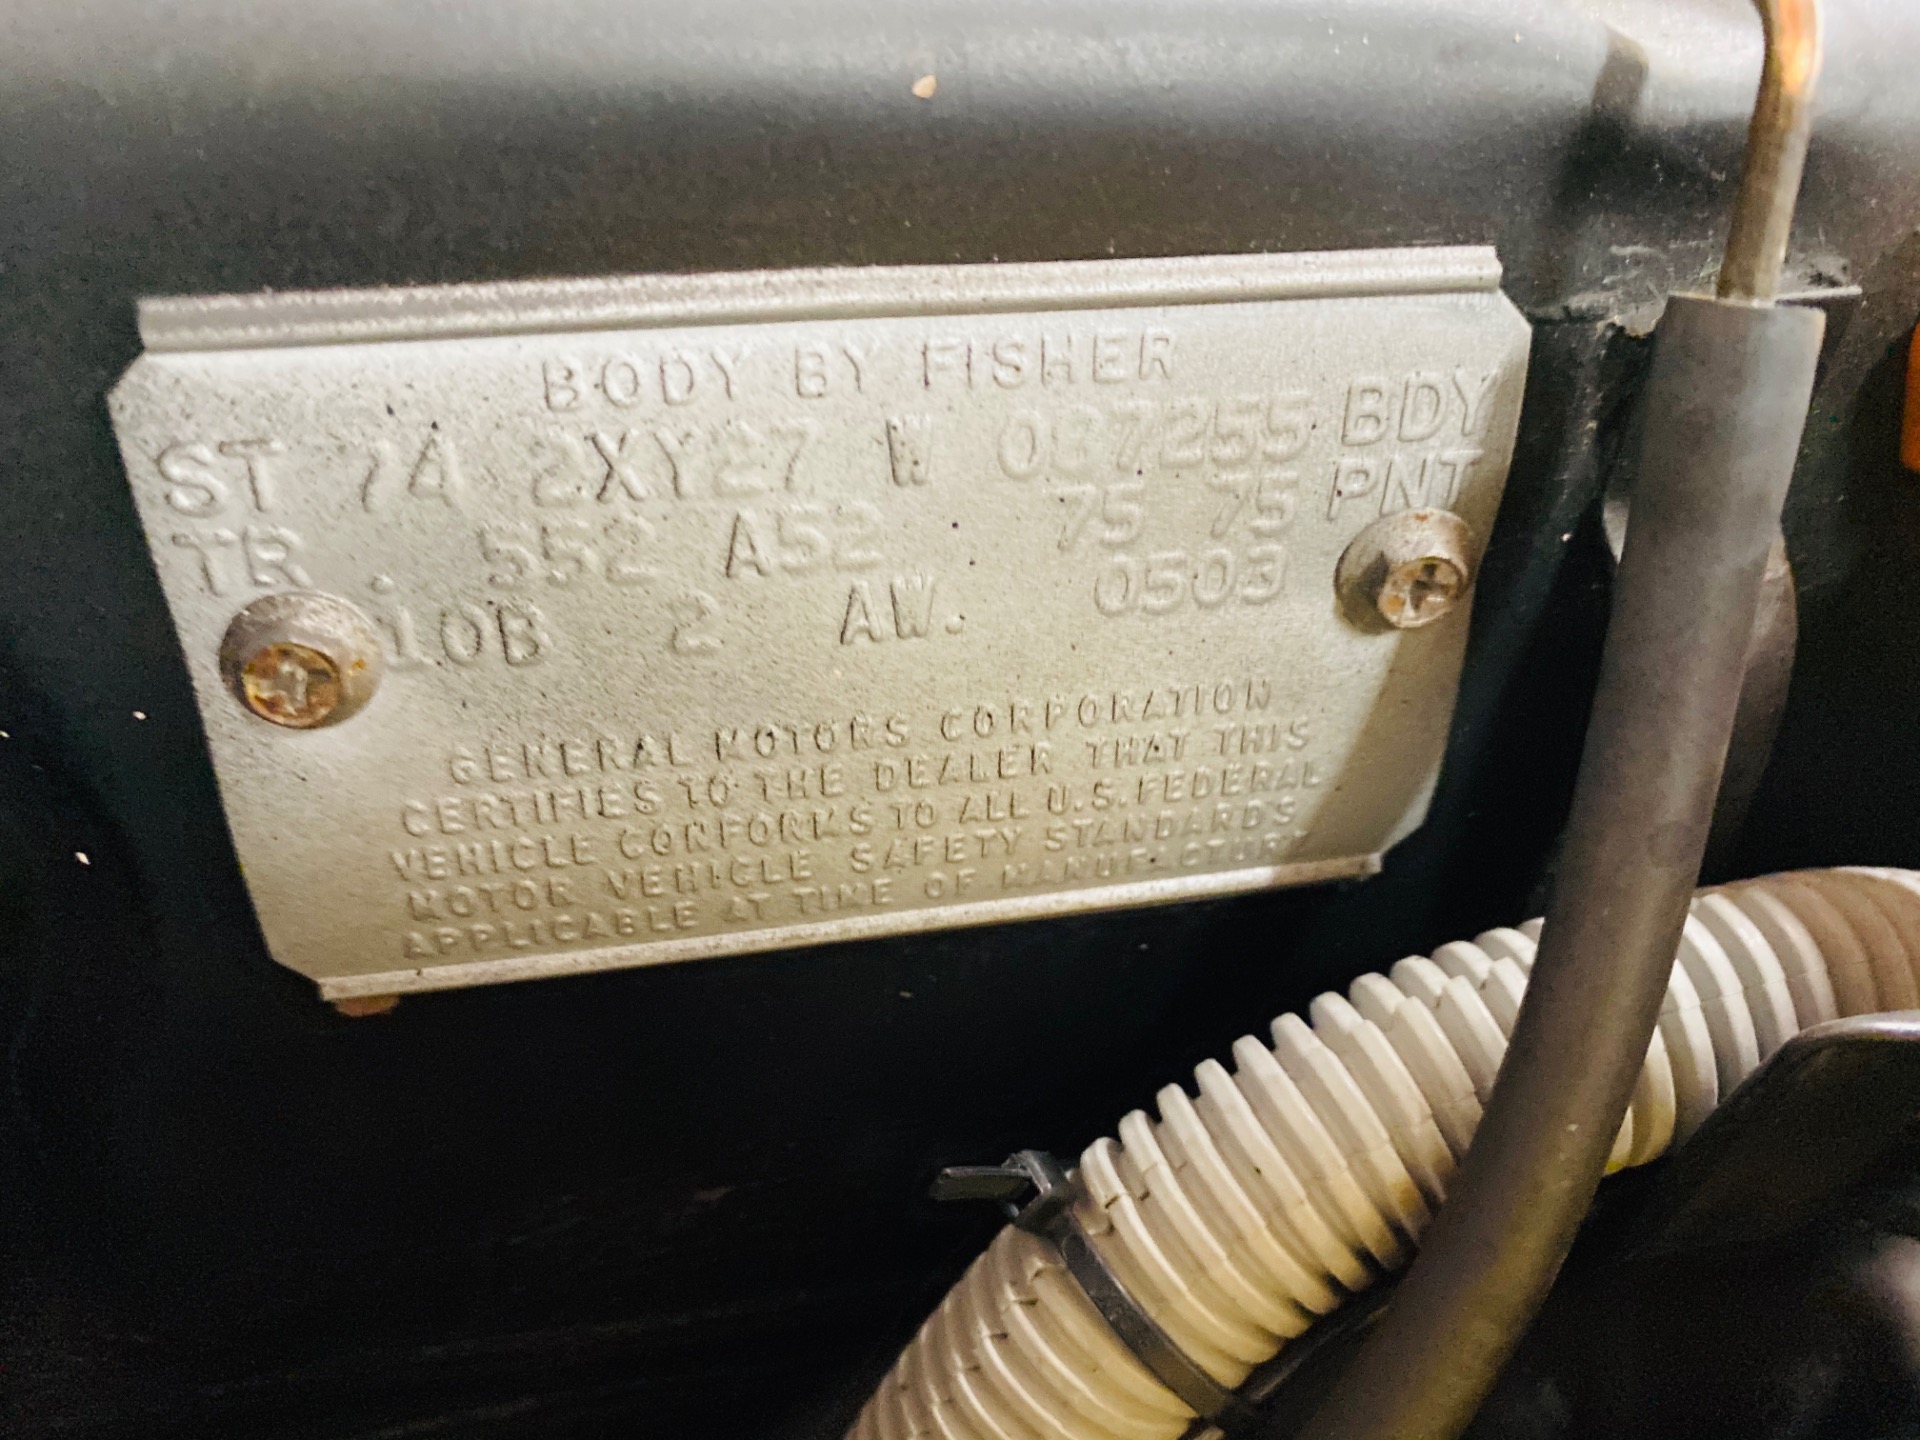 BODY BY FISHER
ST 74 2XY27 W 087255 BDY
TR. 552 A52 75 75 PNT
10B 2 AW. 0503
GENERAL MOTORS CORPORATION
CERTIFIES TO THE DEALER THAT THIS
VEHICLE CONFORMS TO ALL U.S. FEDERAL
MOTOR VEHICLE SAFETY STANDARDS
APPLICABLE AT TIME OF MANUFACTURE